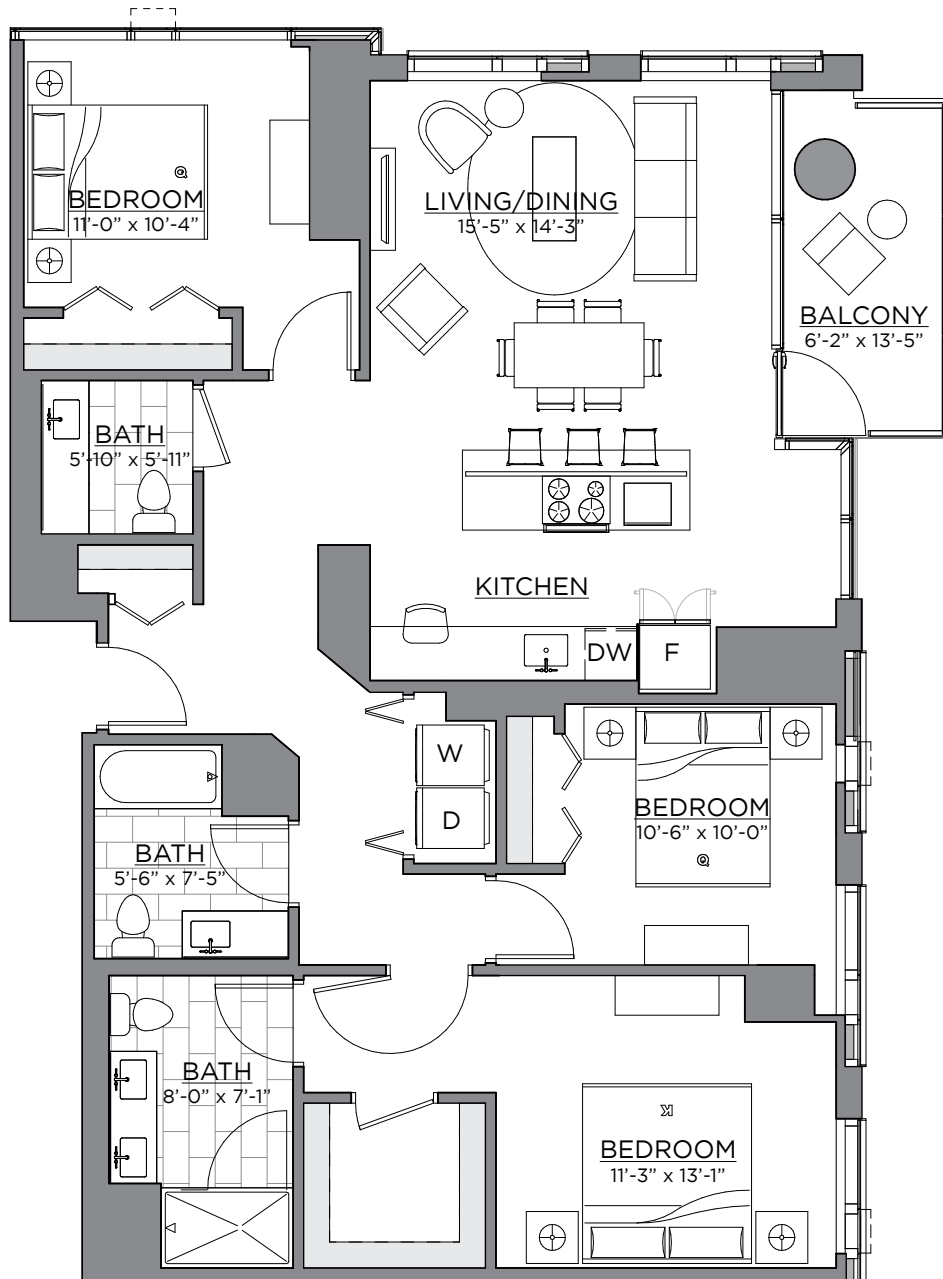 BEDROOM
11’-0” x 10’-4”
Q
LIVING/DINING
15’-5” x 14’-3”
BALCONY
6’-2” x 13’-5”
BATH
5’-10” x 5’-11”
KITCHEN
DW
F
W
D
BEDROOM
10’-6” x 10’-0”
Q
BATH
5’-6” x 7’-5”
BATH
8’-0” x 7’-1”
K
BEDROOM
11’-3” x 13’-1”